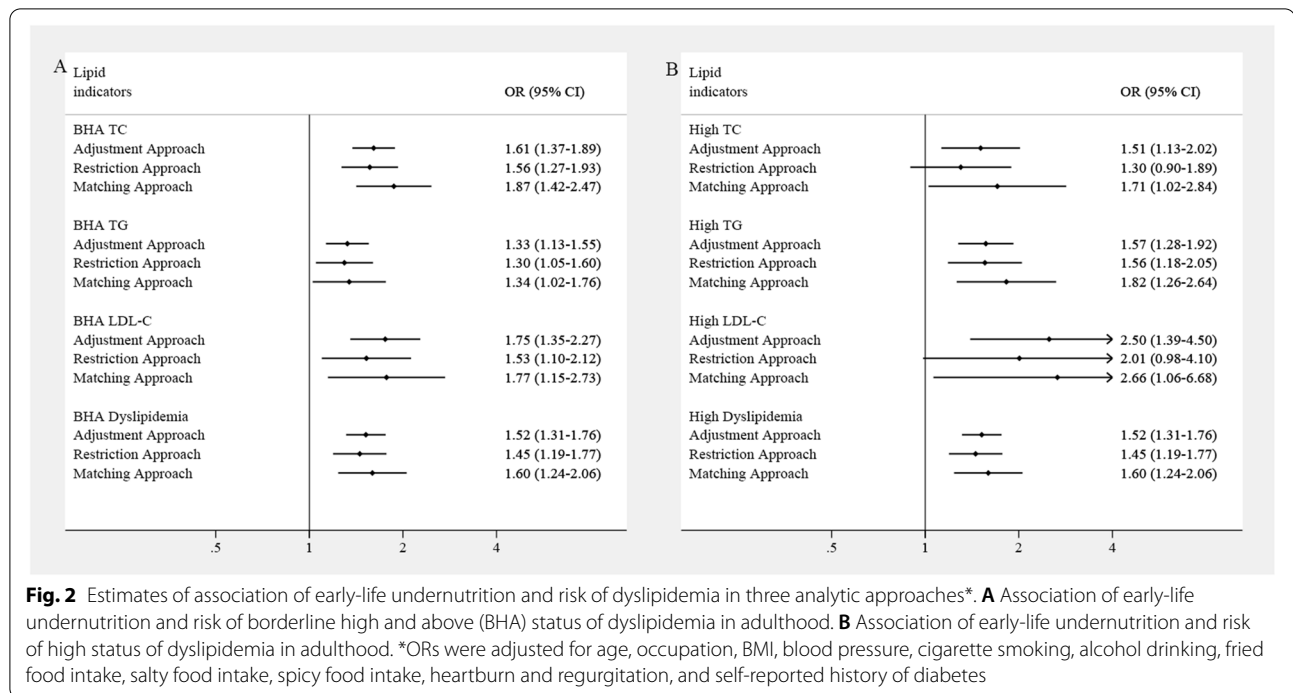 A
Lipid
indicators OR (95% CI)
BHA TC
Adjustment Approach 1.61 (1.37-1.89)
Restriction Approach 1.56 (1.27-1.93)
Matching Approach 1.87 (1.42-2.47)
BHA TG
Adjustment Approach 1.33 (1.13-1.55)
Restriction Approach 1.30 (1.05-1.60)
Matching Approach 1.34 (1.02-1.76)
BHA LDL-C
Adjustment Approach 1.75 (1.35-2.27)
Restriction Approach 1.53 (1.10-2.12)
Matching Approach 1.77 (1.15-2.73)
BHA Dyslipidemia
Adjustment Approach 1.52 (1.31-1.76)
Restriction Approach 1.45 (1.19-1.77)
Matching Approach 1.60 (1.24-2.06)
.5 1 2 4
B
Lipid
indicators OR (95% CI)
High TC
Adjustment Approach 1.51 (1.13-2.02)
Restriction Approach 1.30 (0.90-1.89)
Matching Approach 1.71 (1.02-2.84)
High TG
Adjustment Approach 1.57 (1.28-1.92)
Restriction Approach 1.56 (1.18-2.05)
Matching Approach 1.82 (1.26-2.64)
High LDL-C
Adjustment Approach 2.50 (1.39-4.50)
Restriction Approach 2.01 (0.98-4.10)
Matching Approach 2.66 (1.06-6.68)
High Dyslipidemia
Adjustment Approach 1.52 (1.31-1.76)
Restriction Approach 1.45 (1.19-1.77)
Matching Approach 1.60 (1.24-2.06)
.5 1 2 4
Fig. 2 Estimates of association of early-life undernutrition and risk of dyslipidemia in three analytic approaches*. A Association of early-life
undernutrition and risk of borderline high and above (BHA) status of dyslipidemia in adulthood. B Association of early-life undernutrition and risk
of high status of dyslipidemia in adulthood. *ORs were adjusted for age, occupation, BMI, blood pressure, cigarette smoking, alcohol drinking, fried
food intake, salty food intake, spicy food intake, heartburn and regurgitation, and self-reported history of diabetes